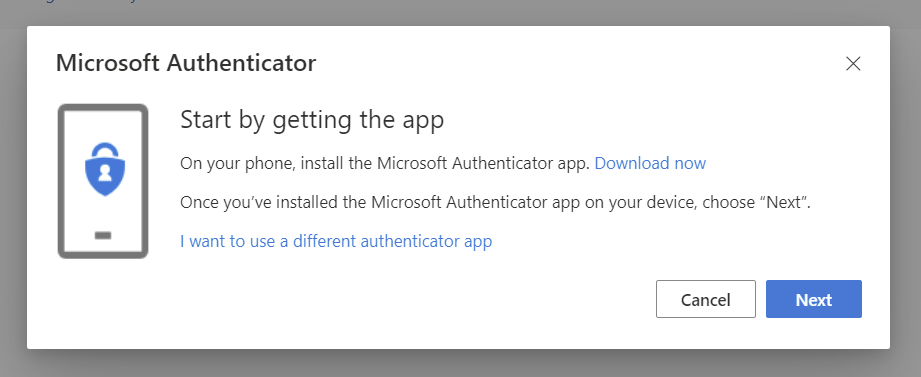 Microsoft Authenticator
Start by getting the app
On your phone, install the Microsoft Authenticator app. Download now
Once you’ve installed the Microsoft Authenticator app on your device, choose “Next”.
I want to use a different authenticator app
Cancel Next